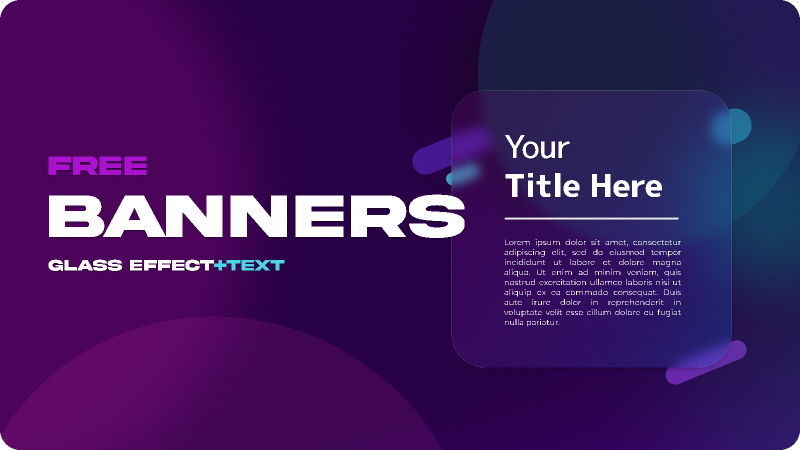 FREE
BANNERS
GLASS EFFECT+TEXT
Your
Title Here
Lorem ipsum dolor sit amet, consectetur
adipiscing elit, sed do eiusmod tempor
incididunt ut labore et dolore magna
aliqua. Ut enim ad minim veniam, quis
nostrud exercitation ullamco laboris nisi ut
aliquip ex ea commodo consequat. Duis
aute irure dolor in reprehenderit in
voluptate velit esse cillum dolore eu fugiat
nulla pariatur.